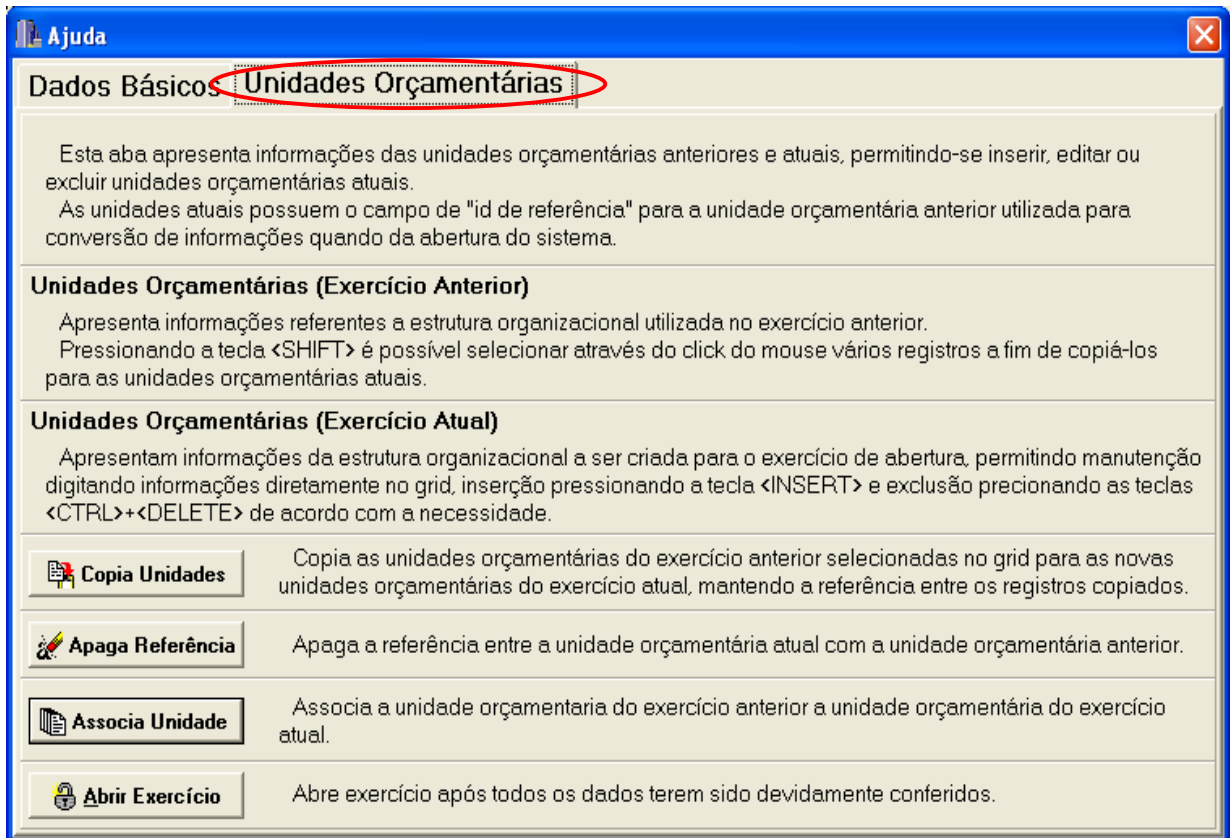 Ajuda
Dados Básicos Unidades Orçamentárias
Esta aba apresenta informações das unidades orçamentárias anteriores e atuais, permitindo-se inserir, editar ou
excluir unidades orçamentárias atuais.
As unidades atuais possuem o campo de "id de referência" para a unidade orçamentária anterior utilizada para
conversão de informações quando da abertura do sistema.
Unidades Orçamentárias (Exercício Anterior)
Apresenta informações referentes a estrutura organizacional utilizada no exercício anterior.
Pressionando a tecla <SHIFT> é possível selecionar através do click do mouse vários registros a fim de copiá-los
para as unidades orçamentárias atuais.
Unidades Orçamentárias (Exercício Atual)
Apresentam informações da estrutura organizacional a ser criada para o exercício de abertura, permitindo manutenção
digitando informações diretamente no grid, inserção pressionando a tecla <INSERT> e exclusão precionando as teclas
<CTRL>+<DELETE> de acordo com a necessidade.
Copia Unidades
Copia as unidades orçamentárias do exercício anterior selecionadas no grid para as novas
unidades orçamentárias do exercício atual, mantendo a referência entre os registros copiados.
Apaga Referência
Apaga a referência entre a unidade orçamentária atual com a unidade orçamentária anterior.
Associa Unidade
Associa a unidade orçamentaria do exercício anterior a unidade orçamentária do exercício
atual.
Abrir Exercício
Abre exercício após todos os dados terem sido devidamente conferidos.